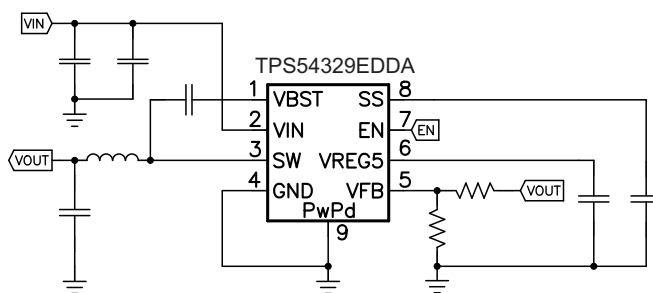 VIN
TPS54329EDDA
1 VBST SS 8
2 VIN EN 7 EN
VOUT 3 SW VREG5 6
4 GND VFB 5 VOUT
PwPd
9